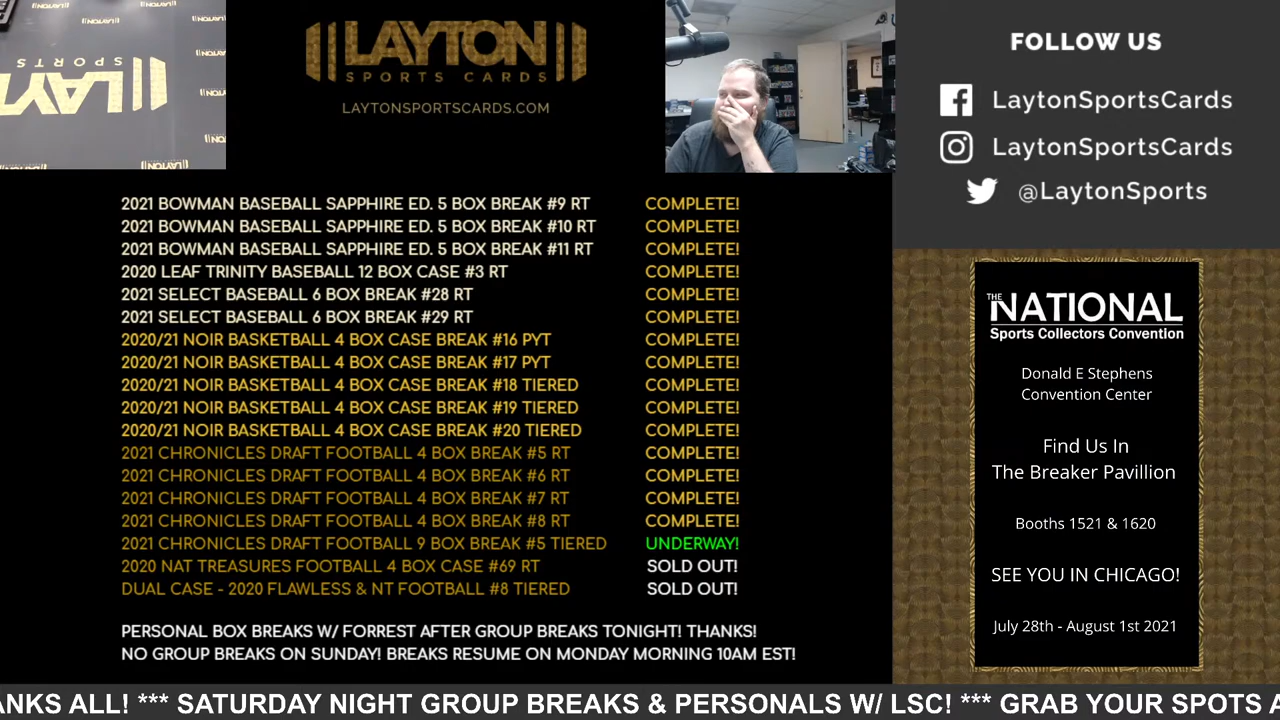 LAYTON
SPORTS CARDS
LAYTON
SPORTS CARDS
LAYTONSPORTSCARDS.COM
FOLLOW US
LaytonSportsCards
LaytonSportsCards
@LaytonSports
2021 BOWMAN BASEBALL SAPPHIRE ED. 5 BOX BREAK #9 RT COMPLETE!
2021 BOWMAN BASEBALL SAPPHIRE ED. 5 BOX BREAK #10 RT COMPLETE!
2021 BOWMAN BASEBALL SAPPHIRE ED. 5 BOX BREAK #11 RT COMPLETE!
2020 LEAF TRINITY BASEBALL 12 BOX CASE #3 RT COMPLETE!
2021 SELECT BASEBALL 6 BOX BREAK #28 RT COMPLETE!
2021 SELECT BASEBALL 6 BOX BREAK #29 RT COMPLETE!
2020/21 NOIR BASKETBALL 4 BOX CASE BREAK #16 PYT COMPLETE!
2020/21 NOIR BASKETBALL 4 BOX CASE BREAK #17 PYT COMPLETE!
2020/21 NOIR BASKETBALL 4 BOX CASE BREAK #18 TIERED COMPLETE!
2020/21 NOIR BASKETBALL 4 BOX CASE BREAK #19 TIERED COMPLETE!
2020/21 NOIR BASKETBALL 4 BOX CASE BREAK #20 TIERED COMPLETE!
2021 CHRONICLES DRAFT FOOTBALL 4 BOX BREAK #5 RT COMPLETE!
2021 CHRONICLES DRAFT FOOTBALL 4 BOX BREAK #6 RT COMPLETE!
2021 CHRONICLES DRAFT FOOTBALL 4 BOX BREAK #7 RT COMPLETE!
2021 CHRONICLES DRAFT FOOTBALL 4 BOX BREAK #8 RT COMPLETE!
2021 CHRONICLES DRAFT FOOTBALL 9 BOX BREAK #5 TIERED UNDERWAY!
2020 NAT TREASURES FOOTBALL 4 BOX CASE #69 RT SOLD OUT!
DUAL CASE - 2020 FLAWLESS & NT FOOTBALL #8 TIERED SOLD OUT!
PERSONAL BOX BREAKS W/ FORREST AFTER GROUP BREAKS TONIGHT! THANKS!
NO GROUP BREAKS ON SUNDAY! BREAKS RESUME ON MONDAY MORNING 10AM EST!
THE
NATIONAL
Sports Collectors Convention
Donald E Stephens
Convention Center
Find Us In
The Breaker Pavillion
Booths 1521 & 1620
SEE YOU IN CHICAGO!
July 28th - August 1st 2021
ANKS ALL! *** SATURDAY NIGHT GROUP BREAKS & PERSONALS W/ LSC! *** GRAB YOUR SPOTS A